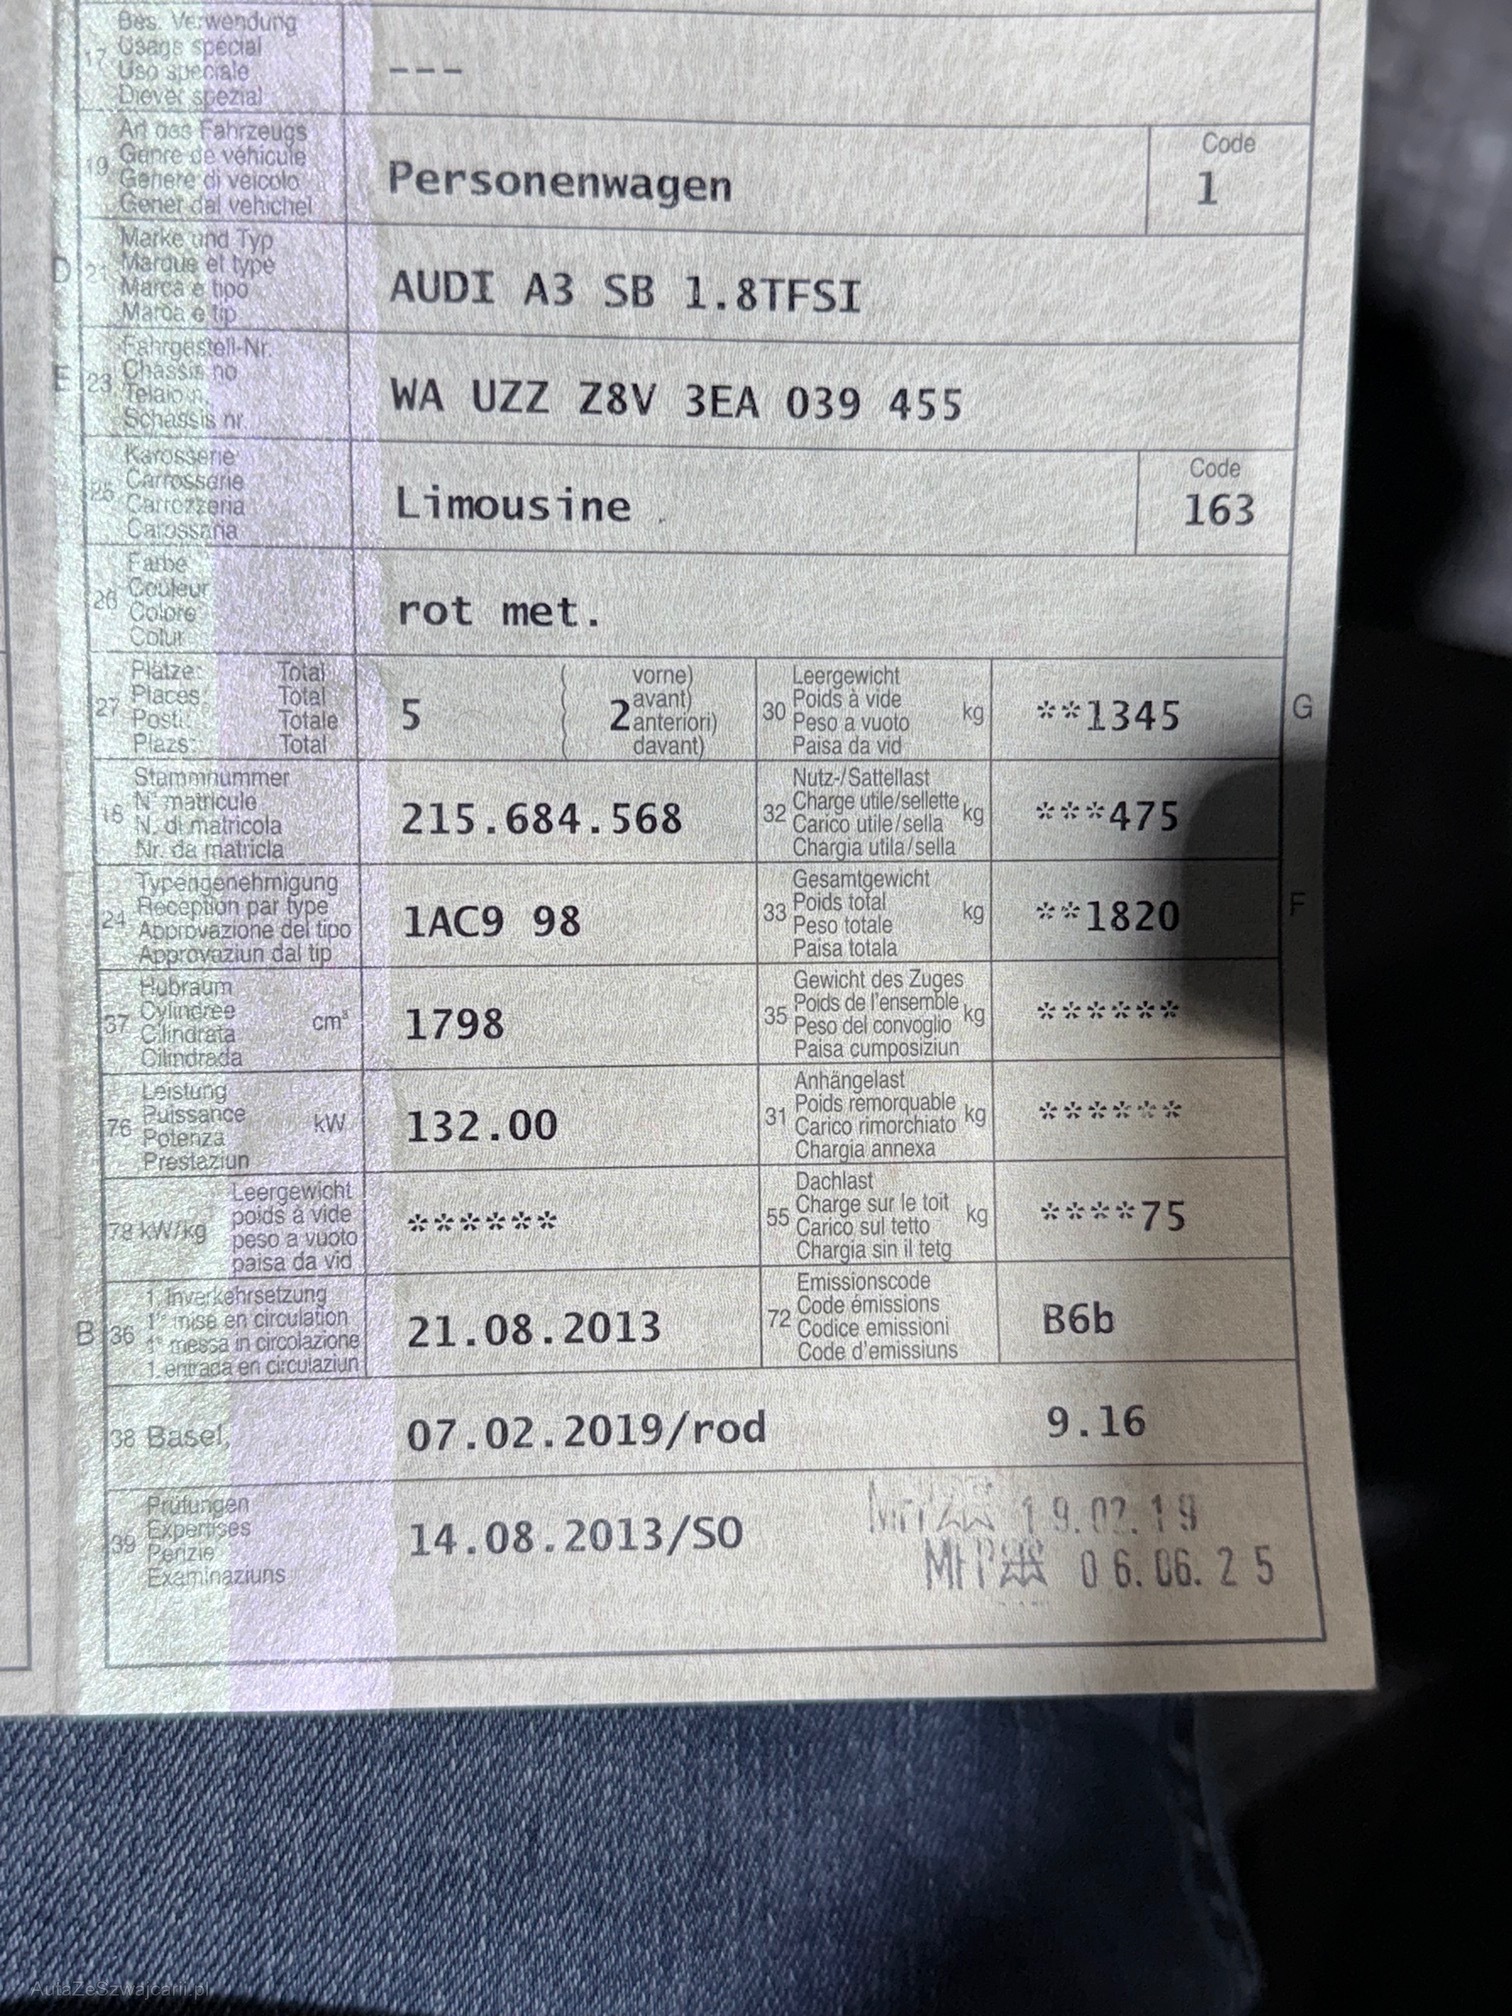 17 Bes. Verwendung
Usage spécial
Uso speciale
Diever spezial
---
19 Art des Fahrzeugs
Genre de véhicule
Genere di veicolo
Gener dal vehichel
Personenwagen
Code
1
D 21 Marke und Typ
Marque et type
Marca e tipo
Marca e tip
AUDI A3 SB 1.8TFSI
E 23 Fahrgestell-Nr.
Châssis no
Telaio n.
Schassis nr
WA UZZ Z8V 3EA 039 455
25 Karosserie
Carrosserie
Carrozzeria
Carossaria
Limousine
Code
163
26 Farbe
Couleur
Colore
Colur
rot met.
27 Plätze: Total
Places: Total
Posti: Totale
Plazs: Total
5 ( 2 vorne)
avant)
anteriori)
davant)
30 Leergewicht
Poids à vide
Peso a vuoto
Paisa da vid
kg
**1345
G
18 Stammnummer
N° matricule
N. di matricola
Nr. da matricla
215.684.568
32 Nutz-/Sattellast
Charge utile/sellette
Carico utile/sella
Chargia utila/sella
kg
***475
24 Typengenehmigung
Réception par type
Approvazione del tipo
Approvaziun dal tip
1AC9 98
33 Gesamtgewicht
Poids total
Peso totale
Paisa totala
kg
**1820
F
37 Hubraum
Cylindrée
Cilindrata
Cilindrada
cm³
1798
35 Gewicht des Zuges
Poids de l'ensemble
Peso del convoglio
Paisa cumposiziun
kg
******
76 Leistung
Puissance
Potenza
Prestaziun
kW
132.00
31 Anhängelast
Poids remorquable
Carico rimorchiato
Chargia annexa
kg
******
78 kW/kg
Leergewicht
poids à vide
peso a vuoto
paisa da vid
******
55 Dachlast
Charge sur le toit
Carico sul tetto
Chargia sin il tetg
kg
****75
B 36 1. Inverkehrsetzung
1re mise en circulation
1a messa in circolazione
1. entrada en circulaziun
21.08.2013
72 Emissionscode
Code émissions
Codice emissioni
Code d'emissiuns
B6b
38 Basel,
07.02.2019/rod 9.16
39 Prüfungen
Expertises
Perizie
Examinaziuns
14.08.2013/SO
19.02.19
06.06.25
AutaZeSzwajcarii.pl